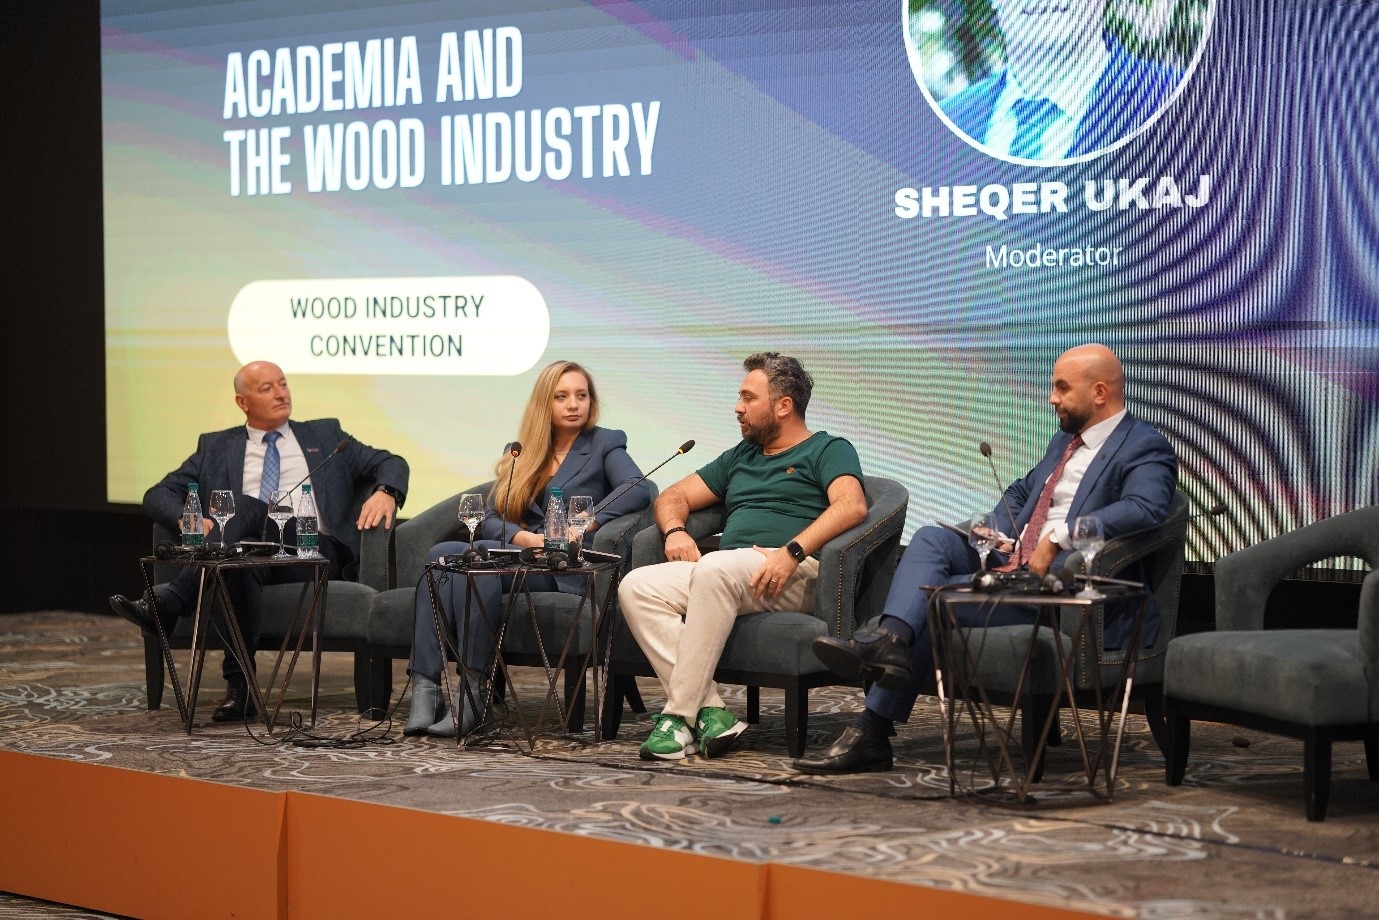 ACADEMIA AND
THE WOOD INDUSTRY
WOOD INDUSTRY
CONVENTION
SHEQER UKAJ
Moderator